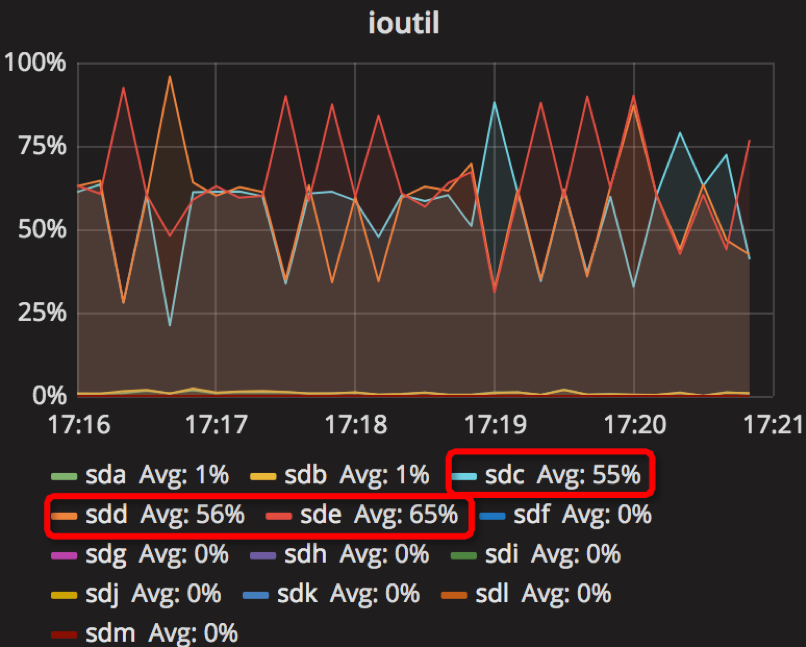 ioutil
100%
75%
50%
25%
0%
17:16 17:17 17:18 17:19 17:20 17:21
sda Avg: 1% sdb Avg: 1% sdc Avg: 55%
sdd Avg: 56% sde Avg: 65% sdf Avg: 0%
sdg Avg: 0% sdh Avg: 0% sdi Avg: 0%
sdj Avg: 0% sdk Avg: 0% sdl Avg: 0%
sdm Avg: 0%